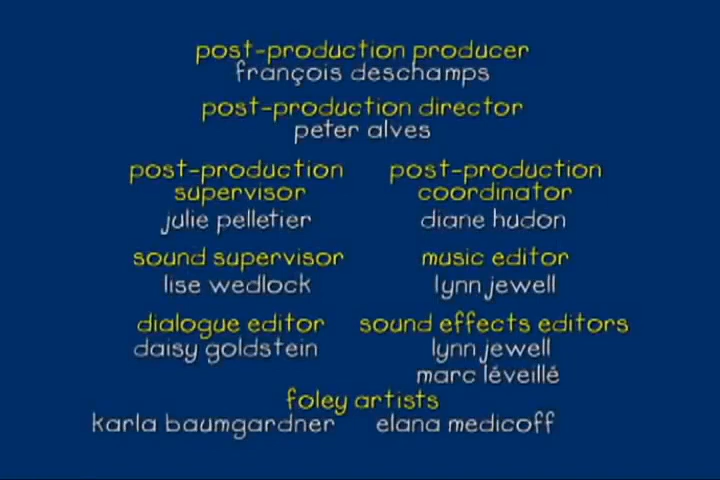 post-production producer
françois deschamps
post-production director
peter alves
post-production
supervisor
julie pelletier
post-production
coordinator
diane hudon
sound supervisor
lise wedlock
music editor
lynn jewell
dialogue editor
daisy goldstein
sound effects editors
lynn jewell
marc léveillé
foley artists
karla baumgardner elana medicoff